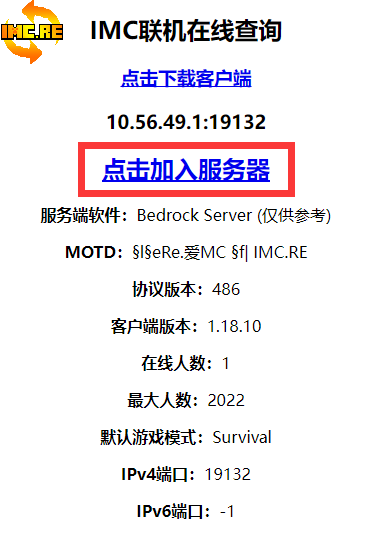 IMC.RE
IMC联机在线查询
点击下载客户端
10.56.49.1:19132
点击加入服务器
服务端软件：Bedrock Server (仅供参考)
MOTD：§l§eRe.爱MC §f| IMC.RE
协议版本：486
客户端版本：1.18.10
在线人数：1
最大人数：2022
默认游戏模式：Survival
IPv4端口：19132
IPv6端口：-1